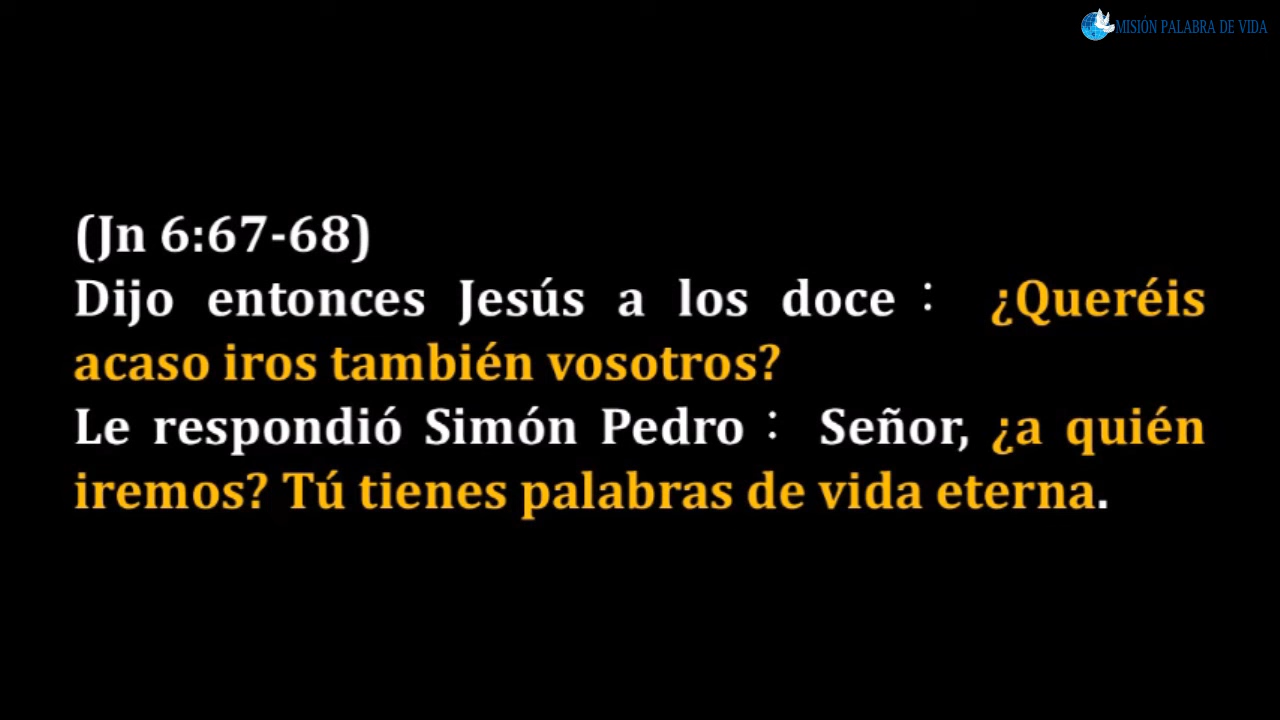 MISIÓN PALABRA DE VIDA
(Jn 6:67-68)
Dijo entonces Jesús a los doce： ¿Queréis
acaso iros también vosotros?
Le respondió Simón Pedro： Señor, ¿a quién
iremos? Tú tienes palabras de vida eterna.